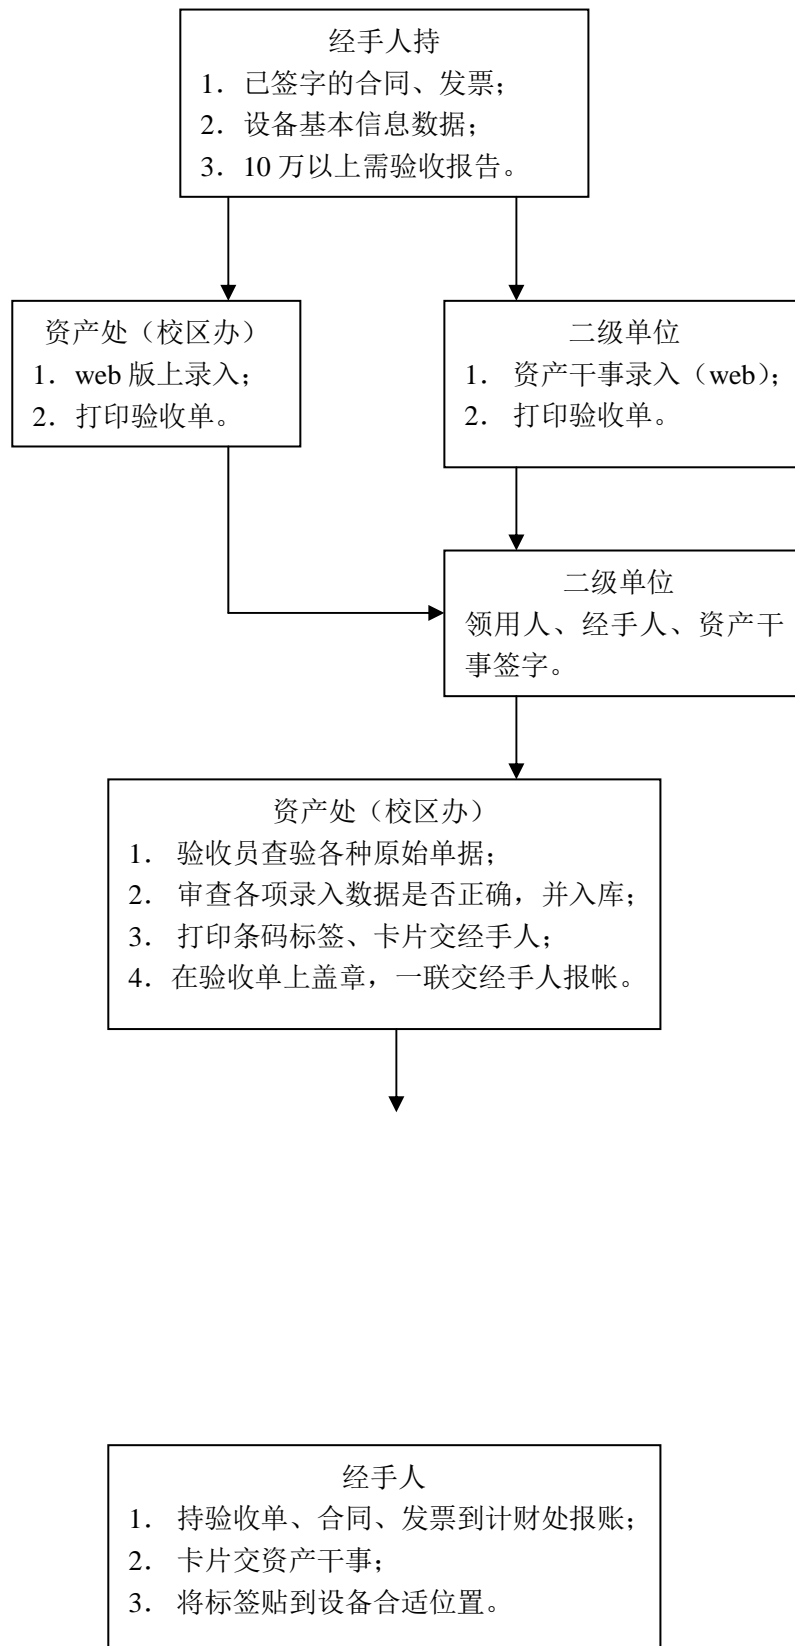 经手人持
1．已签字的合同、发票；
2．设备基本信息数据；
3．10 万以上需验收报告。
资产处（校区办）
1．web 版上录入；
2．打印验收单。
二级单位
1． 资产干事录入（web）；
2． 打印验收单。
二级单位
领用人、经手人、资产干
事签字。
资产处（校区办）
1． 验收员查验各种原始单据；
2． 审查各项录入数据是否正确，并入库；
3． 打印条码标签、卡片交经手人；
4．在验收单上盖章，一联交经手人报帐。
经手人
1． 持验收单、合同、发票到计财处报账；
2． 卡片交资产干事；
3． 将标签贴到设备合适位置。